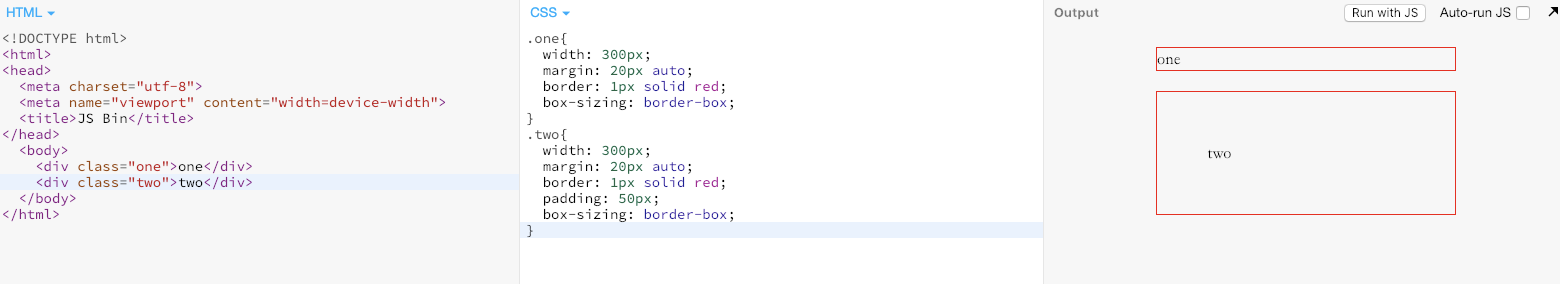 HTML
<!DOCTYPE html>
<html>
<head>
  <meta charset="utf-8">
  <meta name="viewport" content="width=device-width">
  <title>JS Bin</title>
</head>
  <body>
    <div class="one">one</div>
    <div class="two">two</div>
  </body>
</html>
CSS
.one{
  width: 300px;
  margin: 20px auto;
  border: 1px solid red;
  box-sizing: border-box;
}
.two{
  width: 300px;
  margin: 20px auto;
  border: 1px solid red;
  padding: 50px;
  box-sizing: border-box;
}
Output Run with JS Auto-run JS
one
two